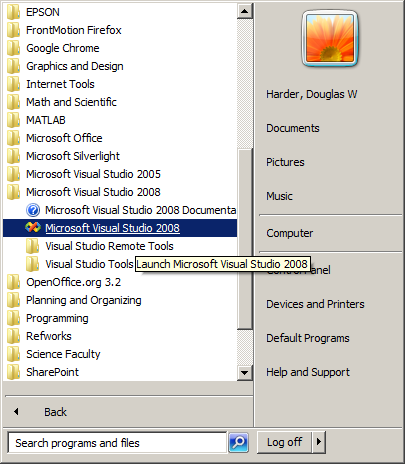 EPSON
FrontMotion Firefox
Google Chrome
Graphics and Design
Internet Tools
Math and Scientific
MATLAB
Microsoft Office
Microsoft Silverlight
Microsoft Visual Studio 2005
Microsoft Visual Studio 2008
Microsoft Visual Studio 2008 Documenta
Microsoft Visual Studio 2008
Visual Studio Remote Tools
Visual Studio Tools
Launch Microsoft Visual Studio 2008
OpenOffice.org 3.2
Planning and Organizing
Programming
Refworks
Science Faculty
SharePoint
Back
Search programs and files
Harder, Douglas W
Documents
Pictures
Music
Computer
Control Panel
Devices and Printers
Default Programs
Help and Support
Log off